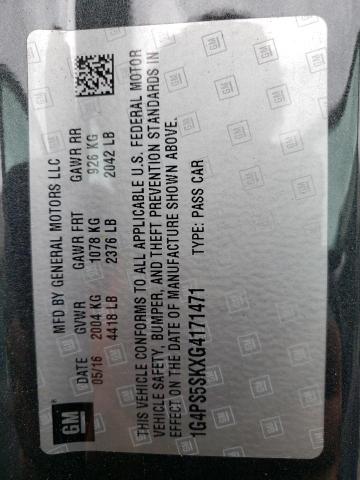 GM
MFD BY GENERAL MOTORS LLC
DATE GVWR GAWR FRT GAWR RR
05/16 2004 KG 1078 KG 926 KG
4418 LB 2376 LB 2042 LB
THIS VEHICLE CONFORMS TO ALL APPLICABLE U.S. FEDERAL MOTOR
VEHICLE SAFETY, BUMPER, AND THEFT PREVENTION STANDARDS IN
EFFECT ON THE DATE OF MANUFACTURE SHOWN ABOVE.
1G4PS5SKXG4171471 TYPE: PASS CAR